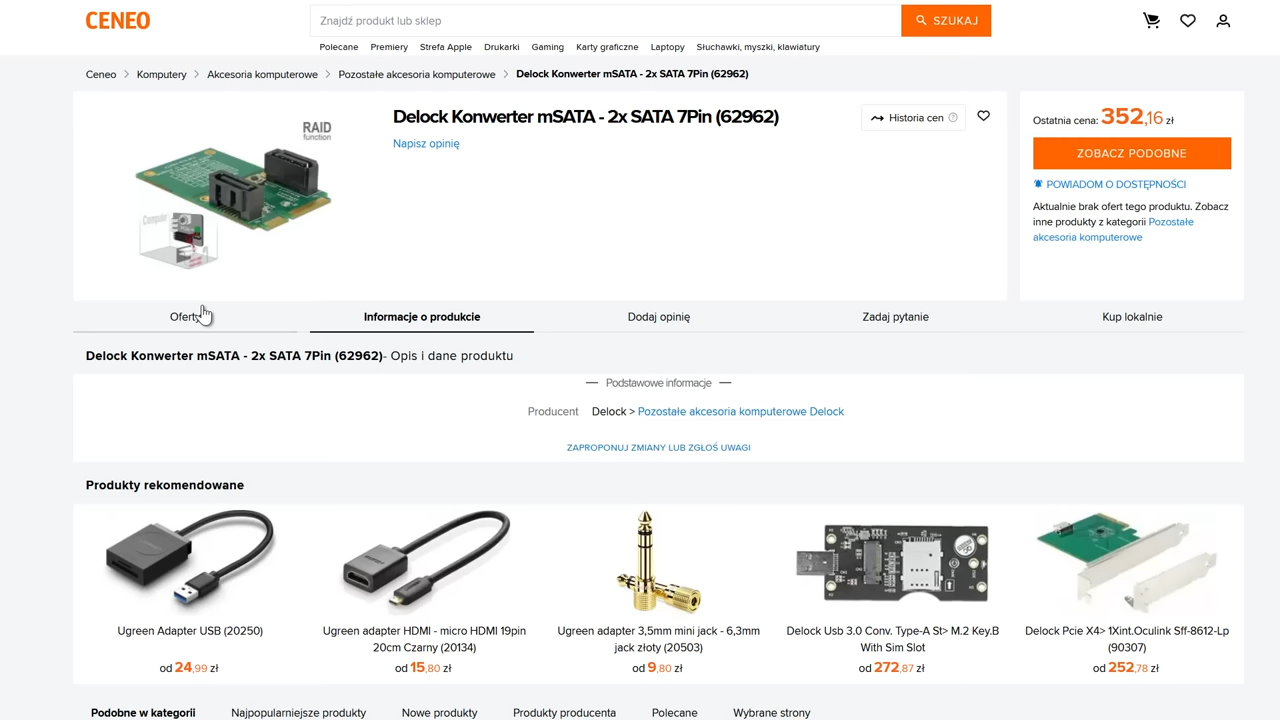 CENEO
Znajdź produkt lub sklep
SZUKAJ
Polecane Premiery Strefa Apple Drukarki Gaming Karty graficzne Laptopy Słuchawki, myszki, klawiatury
Ceneo Komputery Akcesoria komputerowe Pozostałe akcesoria komputerowe Delock Konwerter mSATA - 2x SATA 7Pin (62962)
RAID
function
Computer
Delock Konwerter mSATA - 2x SATA 7Pin (62962)
Napisz opinię
Historia cen
Ostatnia cena: 352,16 zł
ZOBACZ PODOBNE
POWIADOM O DOSTĘPNOŚCI
Aktualnie brak ofert tego produktu. Zobacz
inne produkty z kategorii Pozostałe
akcesoria komputerowe
Informacje o produkcie Dodaj opinię Zadaj pytanie Kup lokalnie
Delock Konwerter mSATA - 2x SATA 7Pin (62962)- Opis i dane produktu
Podstawowe informacje
Producent Delock > Pozostałe akcesoria komputerowe Delock
ZAPROPONUJ ZMIANY LUB ZGŁOŚ UWAGI
Produkty rekomendowane
Ugreen Adapter USB (20250)
od 24,99 zł
Ugreen adapter HDMI - micro HDMI 19pin
20cm Czarny (20134)
od 15,80 zł
Ugreen adapter 3,5mm mini jack - 6,3mm
jack złoty (20503)
od 9,80 zł
Delock Usb 3.0 Conv. Type-A St> M.2 Key.B
With Sim Slot
od 272,87 zł
Delock Pcie X4> 1Xint.Oculink Sff-8612-Lp
(90307)
od 252,78 zł
Podobne w kategorii Najpopularniejsze produkty Nowe produkty Produkty producenta Polecane Wybrane strony